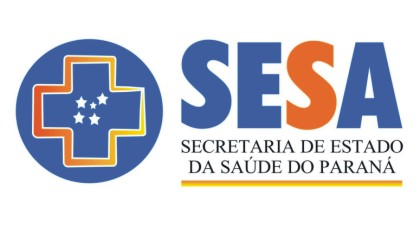 SESA
SECRETARIA DE ESTADO
DA SAÚDE DO PARANÁ